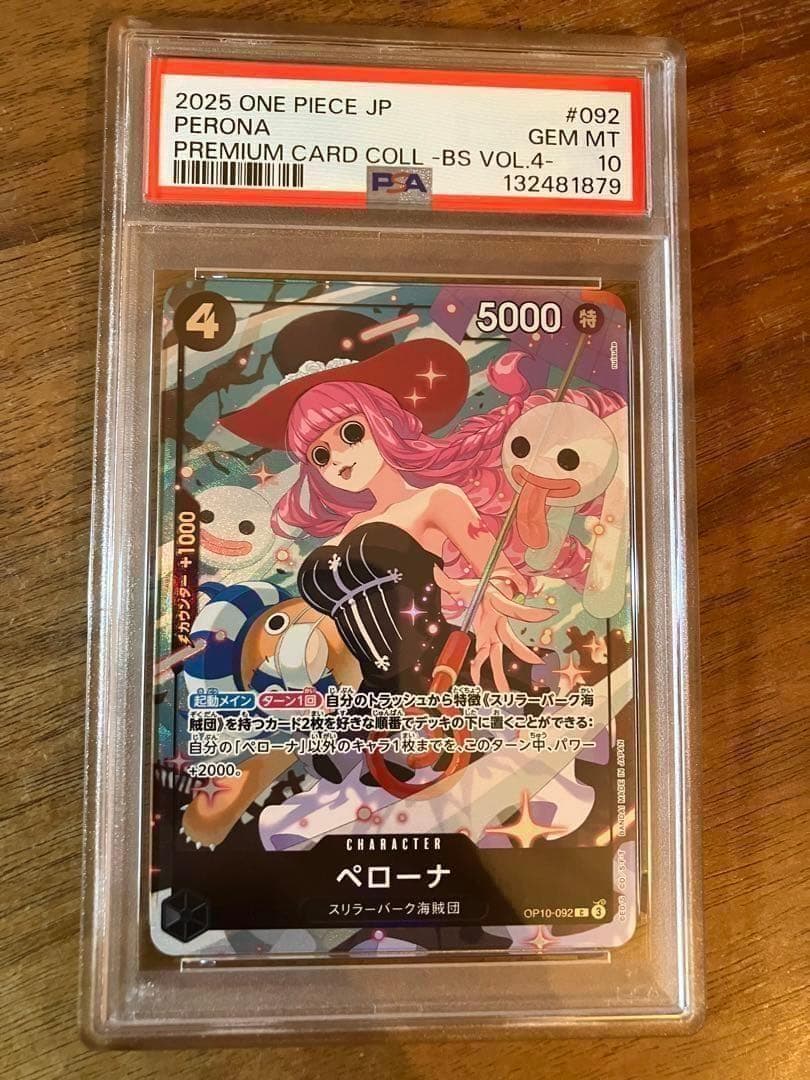 2025 ONE PIECE JP #092
PERONA GEM MT
PREMIUM CARD COLL -BS VOL.4- 10
PSA 132481879
4 5000 特
nutsuke
カウンター +1000
起動メイン ターン1回 自分のトラッシュから特徴《スリラーバーク海
賊団》を持つカード2枚を好きな順番でデッキの下に置くことができる:
自分の「ペローナ」以外のキャラ1枚までを、このターン中、パワー
+2000。
CHARACTER
ペローナ
スリラーバーク海賊団
OP10-092 C 3
BANDAI MADE IN JAPAN